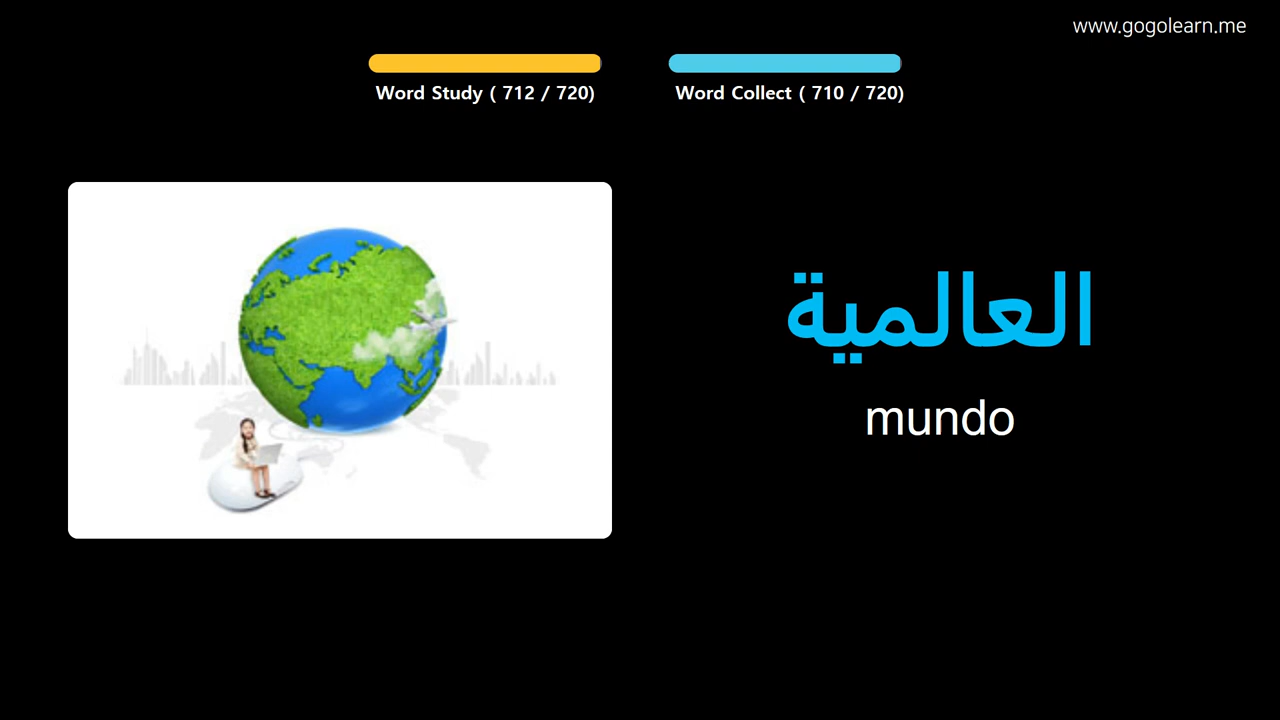 www.gogolearn.me
Word Study ( 712 / 720)
Word Collect ( 710 / 720)
العالمية
mundo